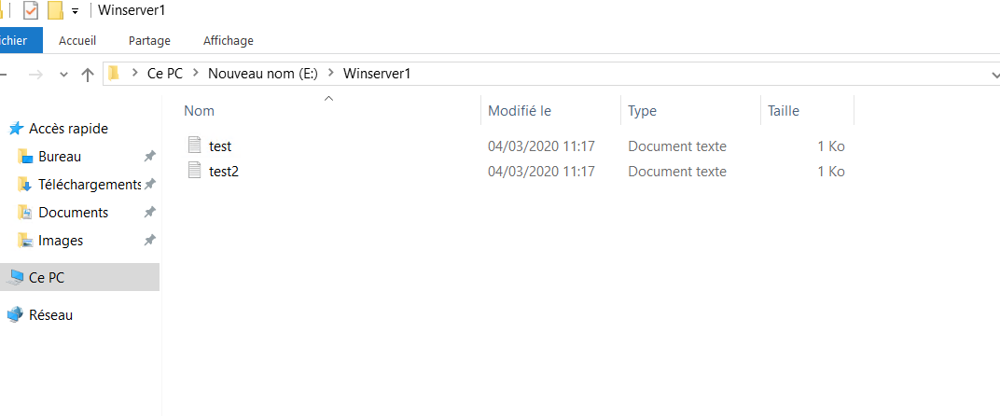 Winserver1
ichier Accueil Partage Affichage
Ce PC Nouveau nom (E:) Winserver1
Nom Modifié le Type Taille
Accès rapide
test 04/03/2020 11:17 Document texte 1 Ko
Bureau
test2 04/03/2020 11:17 Document texte 1 Ko
Téléchargements
Documents
Images
Ce PC
Réseau